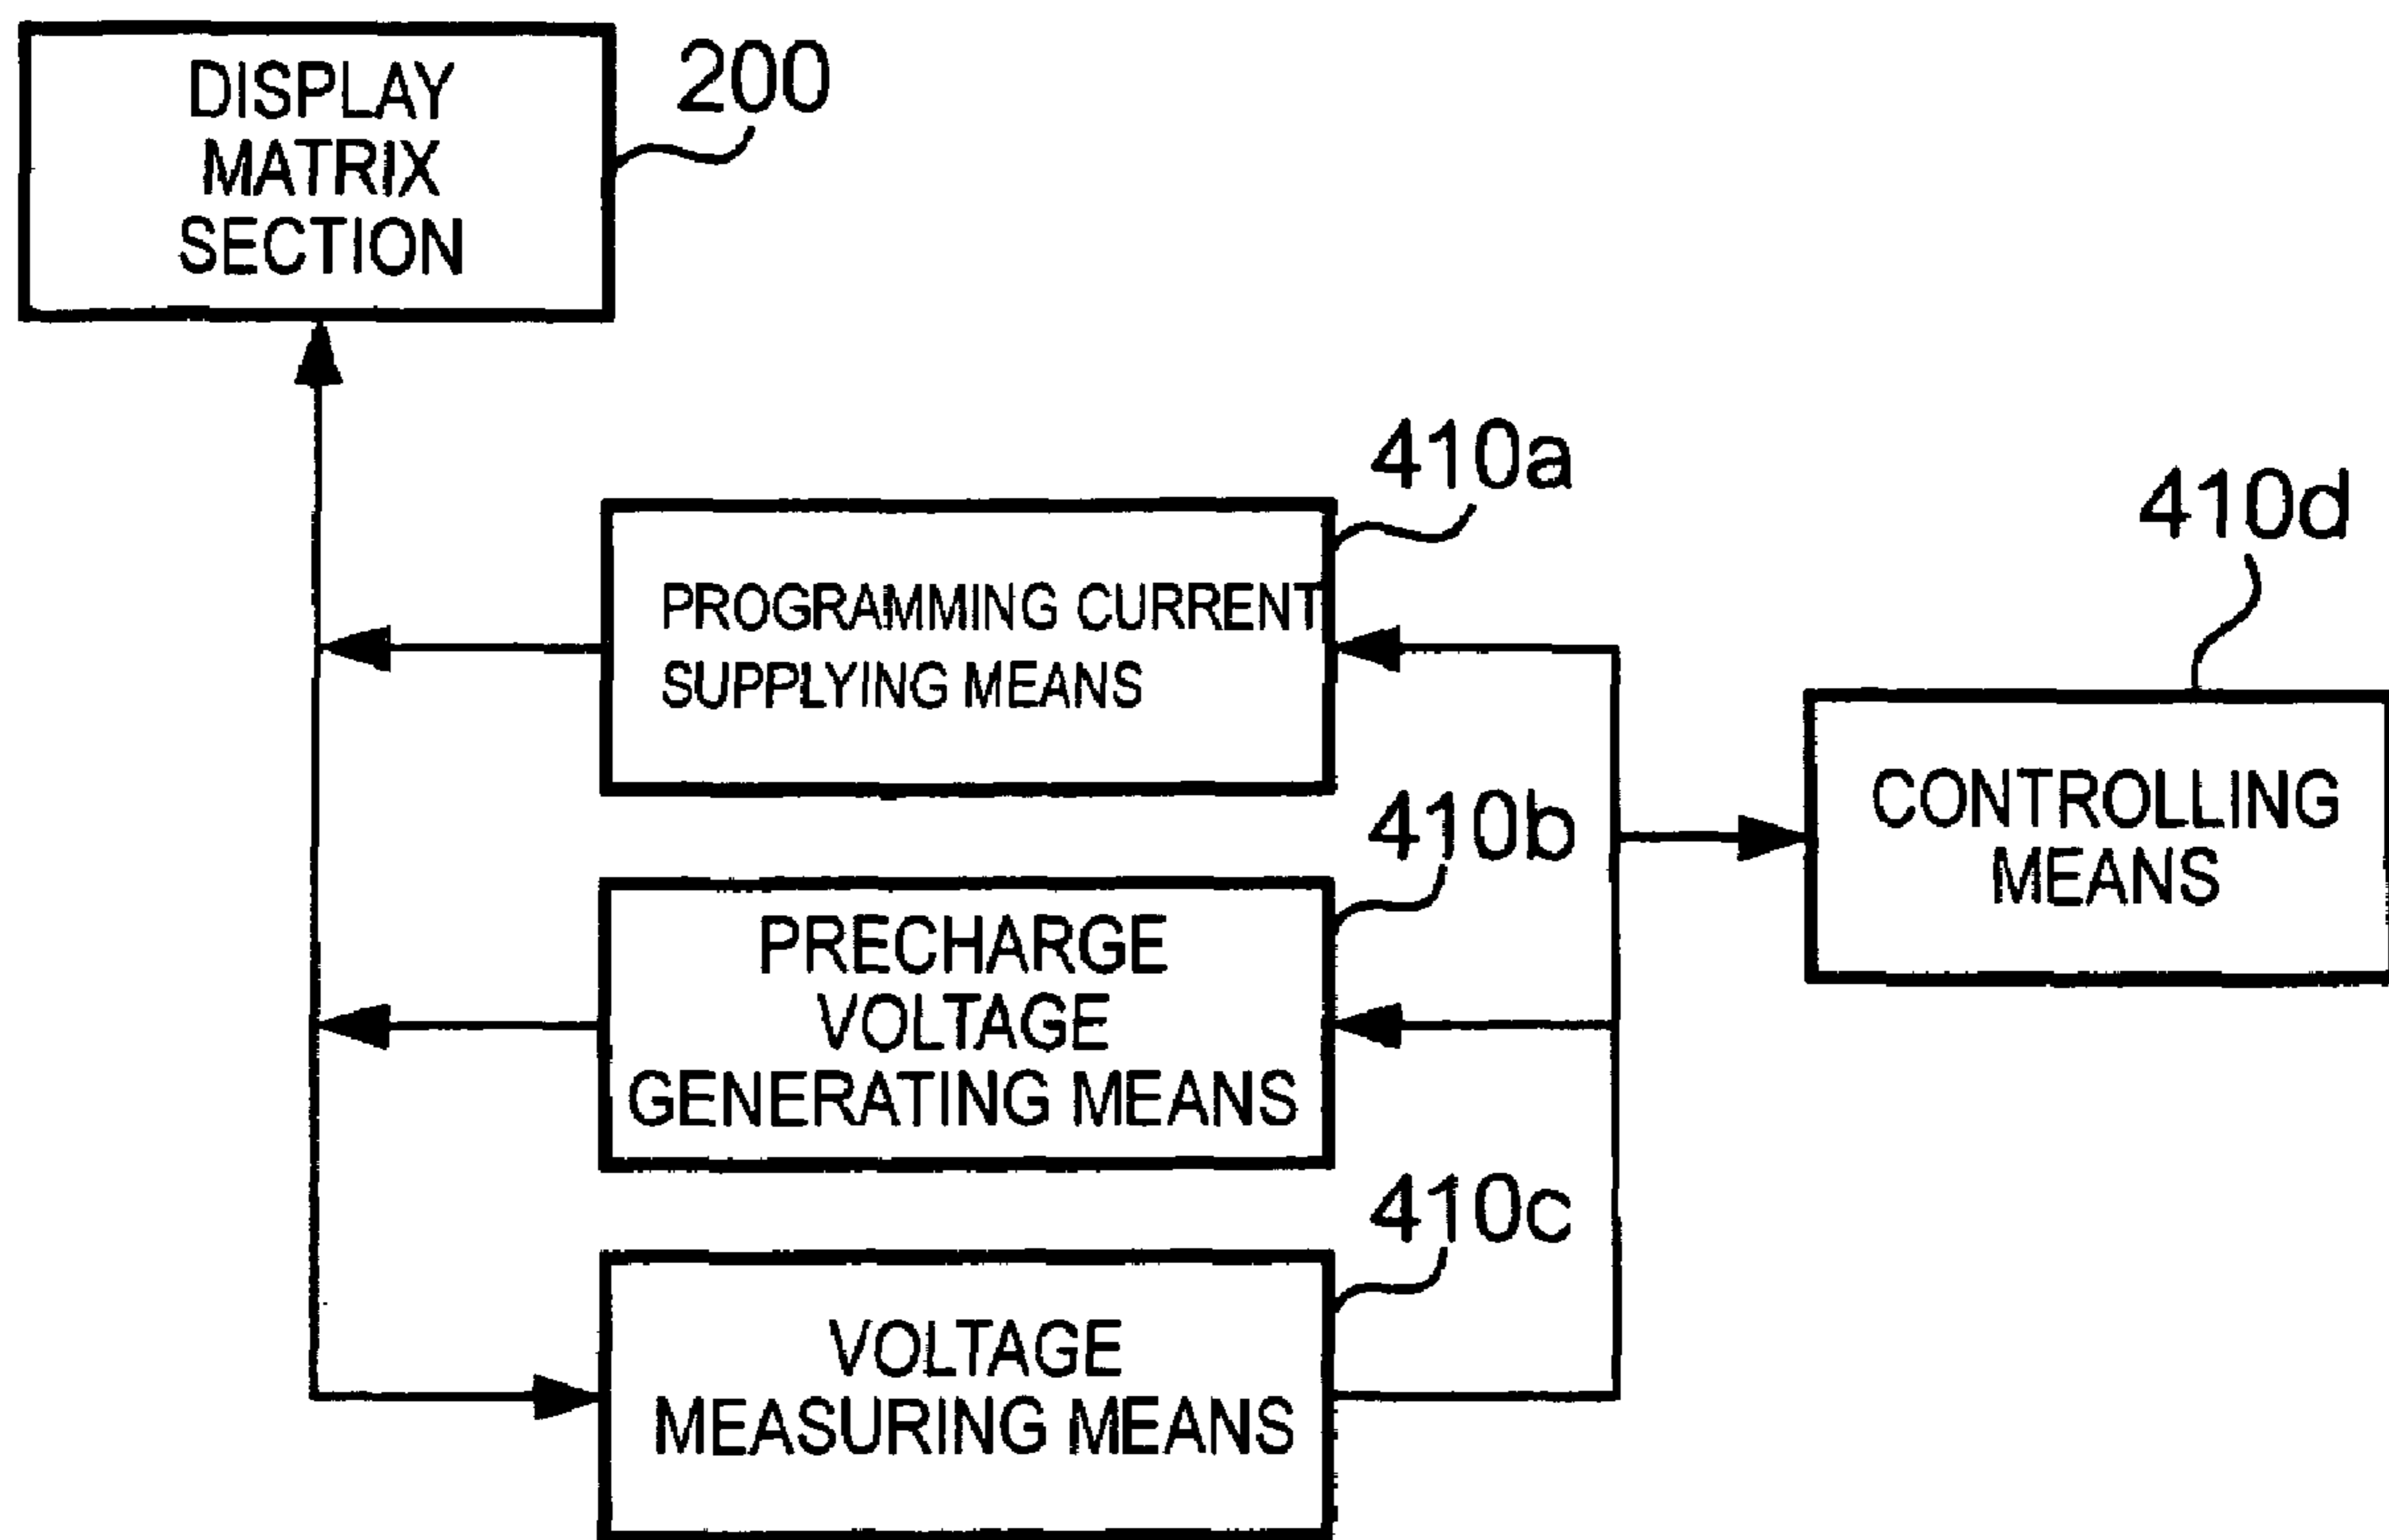 DISPLAY
MATRIX
SECTION
200
410a
PROGRAMMING CURRENT
SUPPLYING MEANS
410d
CONTROLLING
MEANS
410b
PRECHARGE
VOLTAGE
GENERATING MEANS
410c
VOLTAGE
MEASURING MEANS